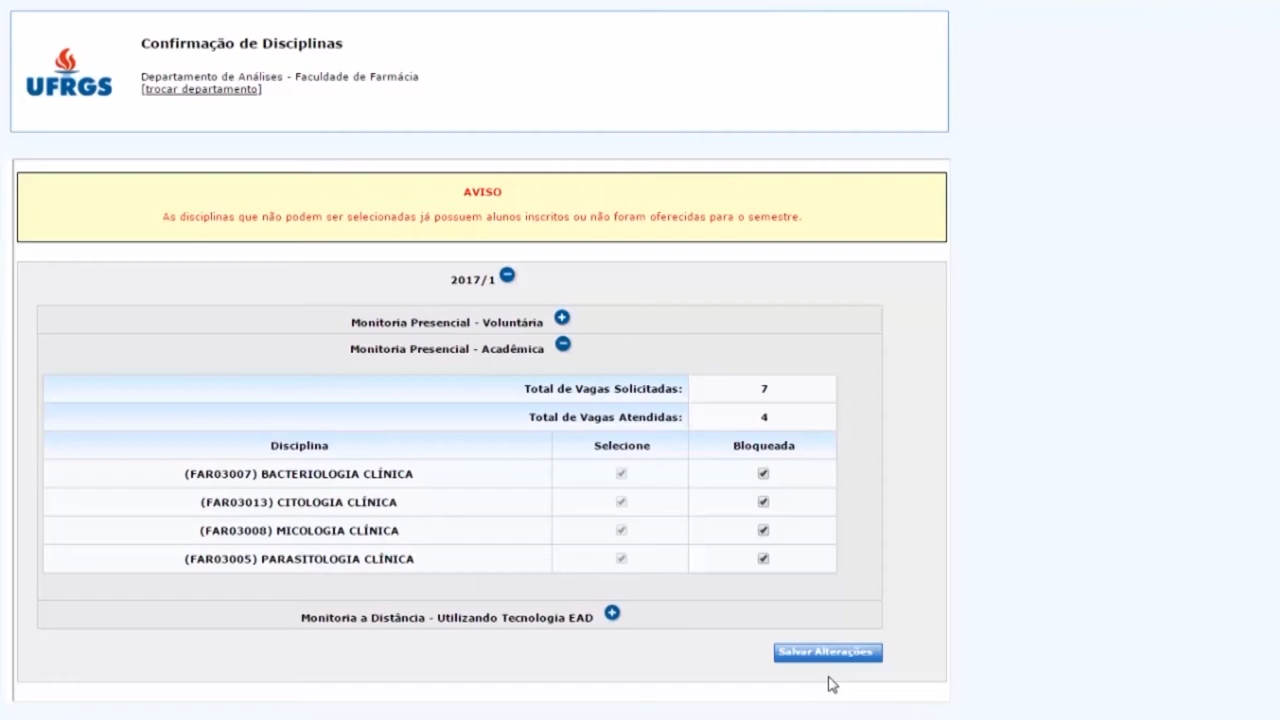 UFRGS
Confirmação de Disciplinas
Departamento de Análises - Faculdade de Farmácia
[trocar departamento]
AVISO
As disciplinas que não podem ser selecionadas já possuem alunos inscritos ou não foram oferecidas para o semestre.
2017/1
Monitoria Presencial - Voluntária
Monitoria Presencial - Acadêmica
Total de Vagas Solicitadas: 7
Total de Vagas Atendidas: 4
Disciplina Selecione Bloqueada
(FAR03007) BACTERIOLOGIA CLÍNICA
(FAR03013) CITOLOGIA CLÍNICA
(FAR03008) MICOLOGIA CLÍNICA
(FAR03005) PARASITOLOGIA CLÍNICA
Monitoria a Distância - Utilizando Tecnologia EAD
Salvar Alterações